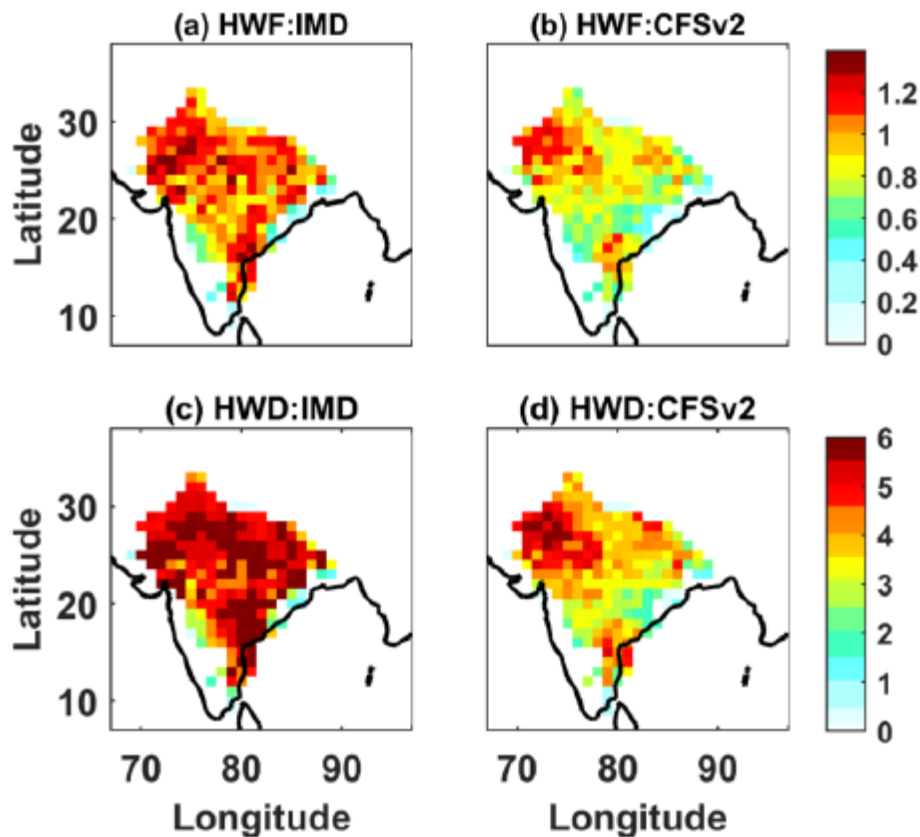 (a) HWF:IMD
(b) HWF:CFSv2
Latitude
30
20
10
1.2
1
0.8
0.6
0.4
0.2
0
(c) HWD:IMD
(d) HWD:CFSv2
Latitude
30
20
10
6
5
4
3
2
1
0
70 80 90
70 80 90
Longitude
Longitude